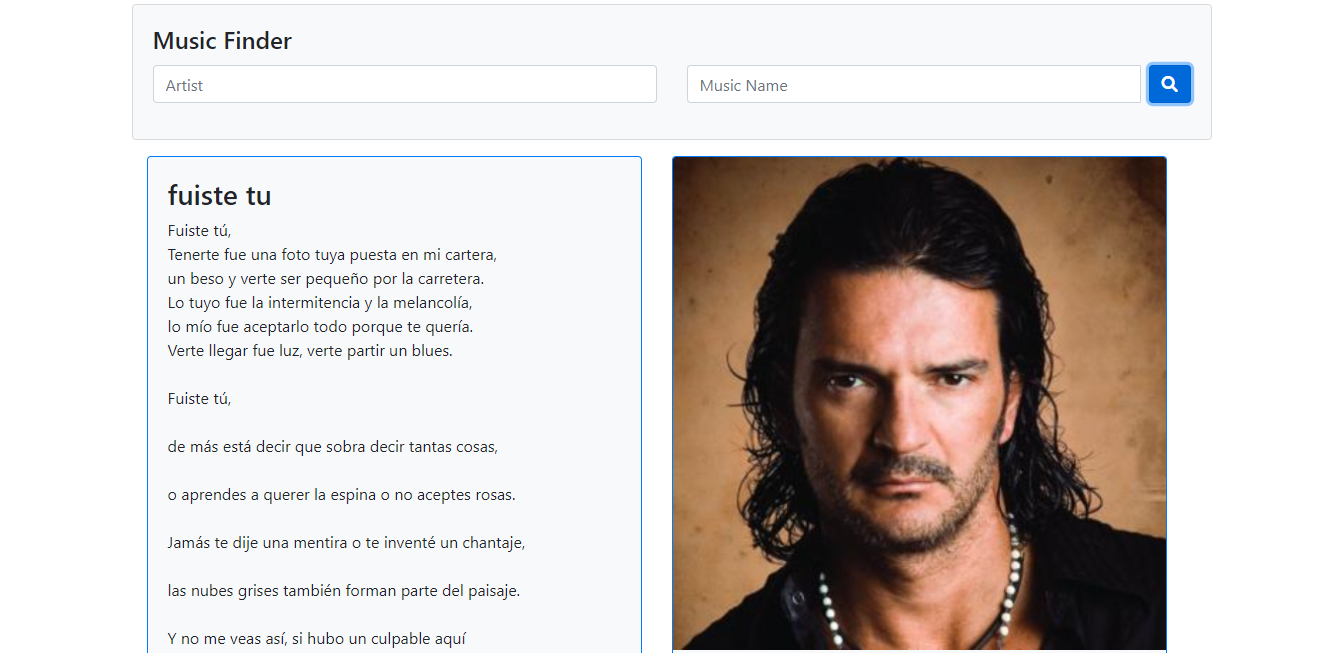 Music Finder
Artist
Music Name
fuiste tu
Fuiste tú,
Tenerte fue una foto tuya puesta en mi cartera,
un beso y verte ser pequeño por la carretera.
Lo tuyo fue la intermitencia y la melancolía,
lo mío fue aceptarlo todo porque te quería.
Verte llegar fue luz, verte partir un blues.
Fuiste tú,
de más está decir que sobra decir tantas cosas,
o aprendes a querer la espina o no aceptes rosas.
Jamás te dije una mentira o te inventé un chantaje,
las nubes grises también forman parte del paisaje.
Y no me veas así, si hubo un culpable aquí